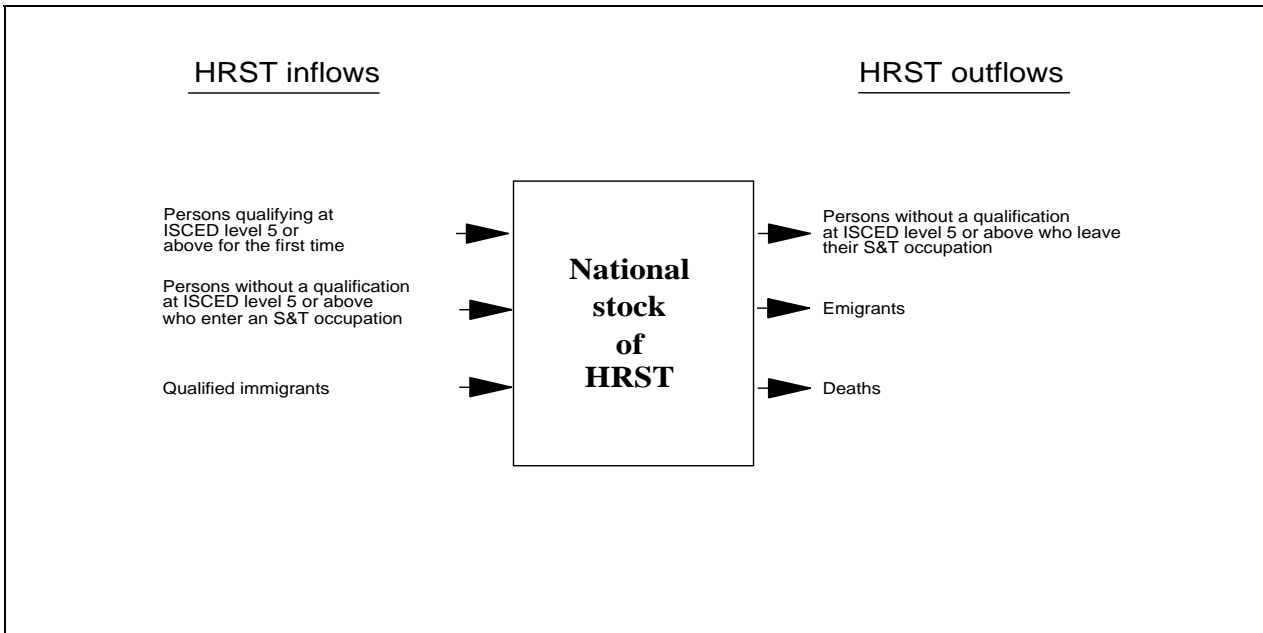 HRST inflows
HRST outflows
Persons qualifying at
ISCED level 5 or
above for the first time
Persons without a qualification
at ISCED level 5 or above
who enter an S&T occupation
Qualified immigrants
National
stock
of
HRST
Persons without a qualification
at ISCED level 5 or above who leave
their S&T occupation
Emigrants
Deaths